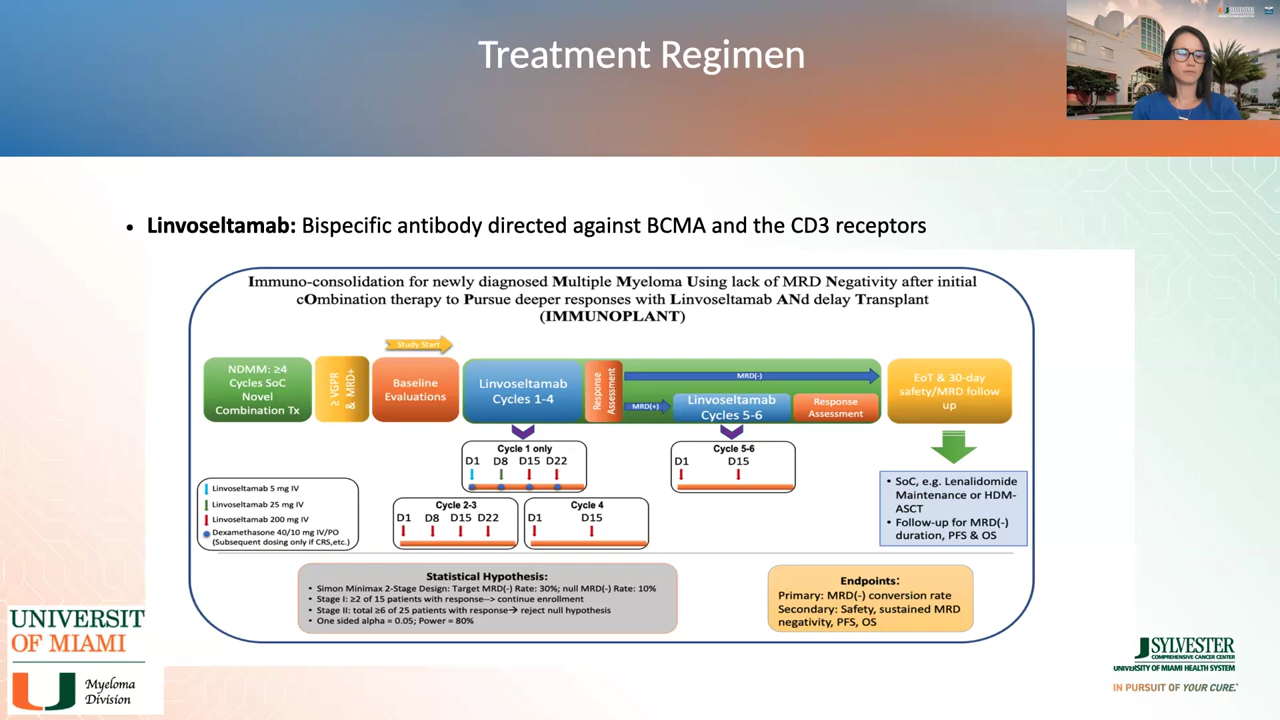 Treatment Regimen
• Linvoseltamab: Bispecific antibody directed against BCMA and the CD3 receptors
Immuno-consolidation for newly diagnosed Multiple Myeloma Using lack of MRD Negativity after initial
cOmbination therapy to Pursue deeper responses with Linvoseltamab ANd delay Transplant
(IMMUNOPLANT)
Study Start
NDMM: ≥4
Cycles SoC
Novel
Combination Tx
≥ VGPR
& MRD+
Baseline
Evaluations
Linvoseltamab
Cycles 1-4
Response
Assessment
MRD(-)
MRD(+)
Linvoseltamab
Cycles 5-6
Response
Assessment
EoT & 30-day
safety/MRD follow
up
Cycle 1 only
D1 D8 D15 D22
Cycle 5-6
D1 D15
Linvoseltamab 5 mg IV
Linvoseltamab 25 mg IV
Linvoseltamab 200 mg IV
Dexamethasone 40/10 mg IV/PO
(Subsequent dosing only if CRS,etc.)
Cycle 2-3
D1 D8 D15 D22
Cycle 4
D1 D15
• SoC, e.g. Lenalidomide
Maintenance or HDM-
ASCT
• Follow-up for MRD(-)
duration, PFS & OS
Statistical Hypothesis:
• Simon Minimax 2-Stage Design: Target MRD(-) Rate: 30%; null MRD(-) Rate: 10%
• Stage I: ≥2 of 15 patients with response--> continue enrollment
• Stage II: total ≥6 of 25 patients with response→ reject null hypothesis
• One sided alpha = 0.05; Power = 80%
Endpoints:
Primary: MRD(-) conversion rate
Secondary: Safety, sustained MRD
negativity, PFS, OS
UNIVERSITY
OF MIAMI
Myeloma
Division
SYLVESTER
COMPREHENSIVE CANCER CENTER
UNIVERSITY OF MIAMI HEALTH SYSTEM
IN PURSUIT OF YOUR CURE.
SYLVESTER